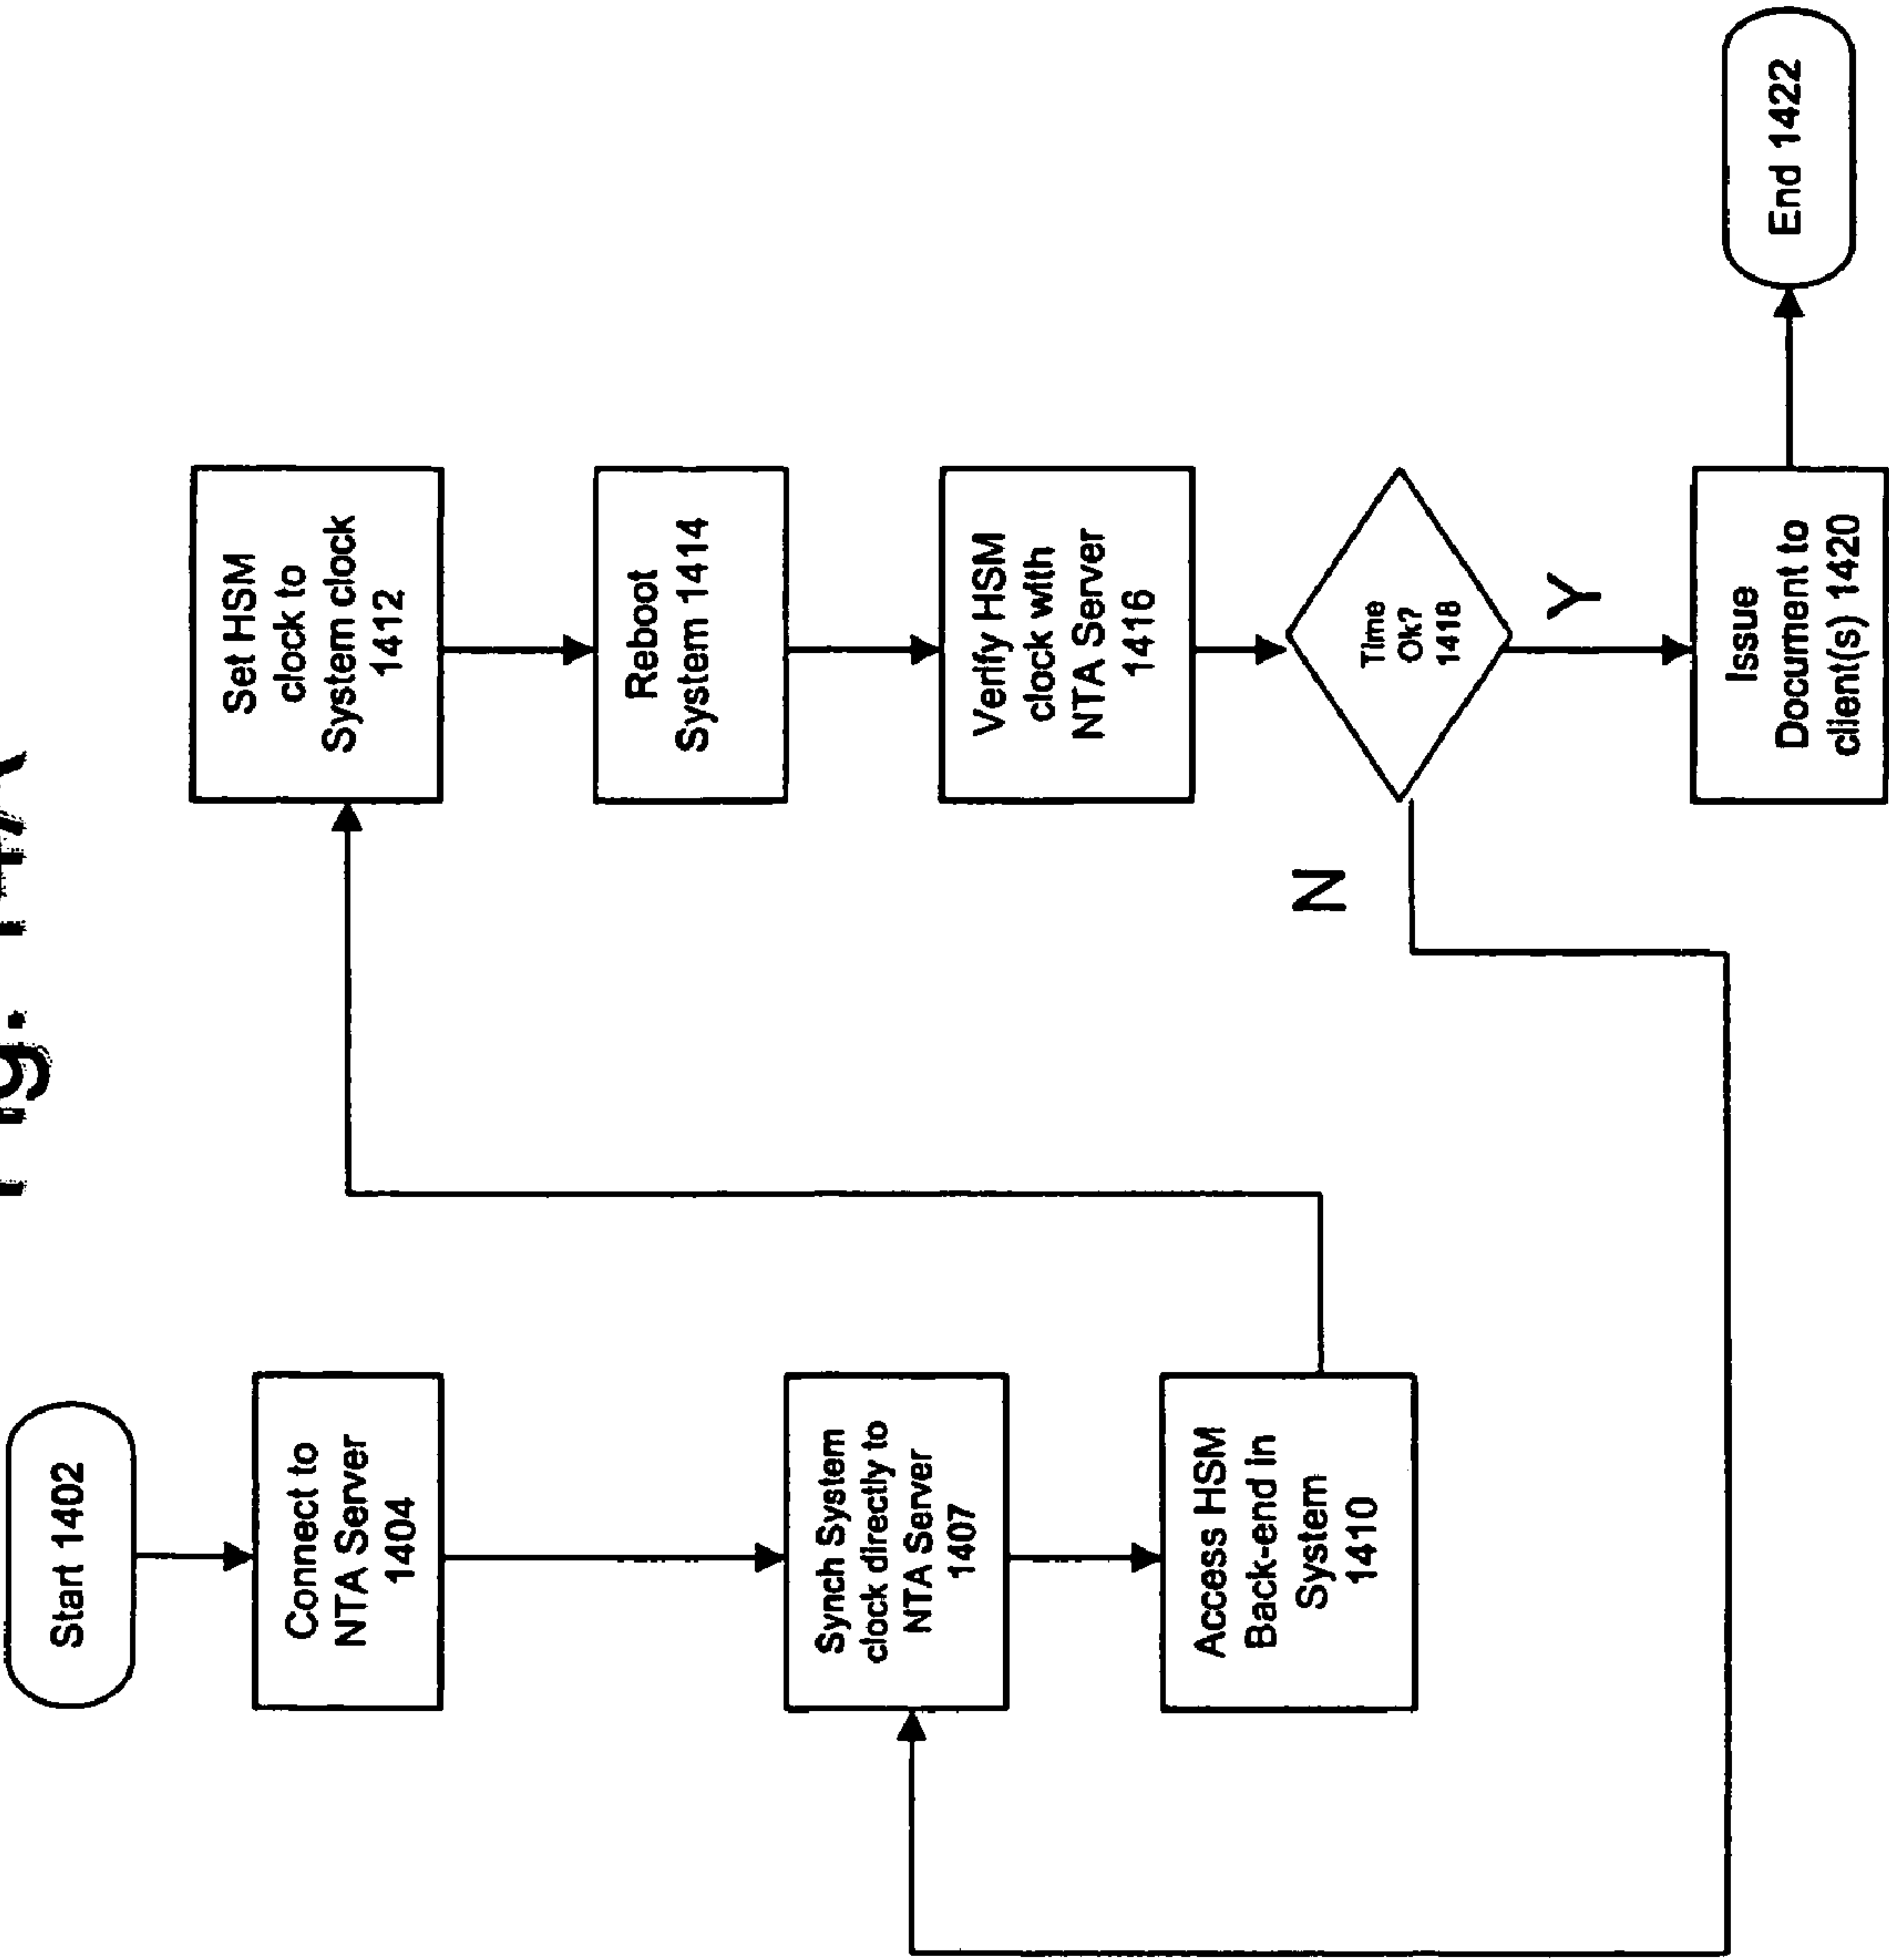 Start 1402
Connect to
NTA Server
1404
Synch System
clock directly to
NTA Server
1407
Access HSM
Back-end in
System
1410
Set HSM
clock to
System clock
1412
Reboot
System 1414
Verify HSM
clock with
NTA Server
1416
Time
Ok?
1418
N
Y
Issue
Document to
client(s) 1420
End 1422